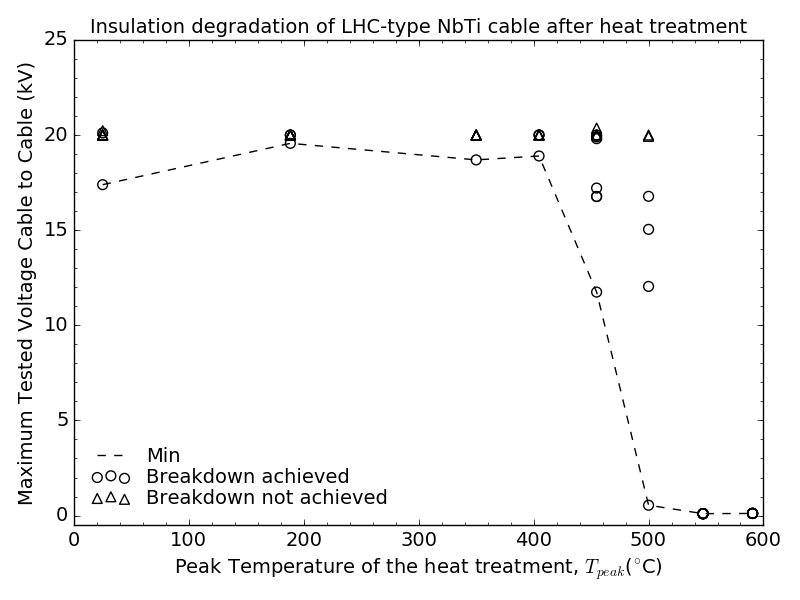 Insulation degradation of LHC-type NbTi cable after heat treatment
Maximum Tested Voltage Cable to Cable (kV)
25
20
15
10
5
0
Min
Breakdown achieved
Breakdown not achieved
0 100 200 300 400 500 600
Peak Temperature of the heat treatment, T_peak(°C)